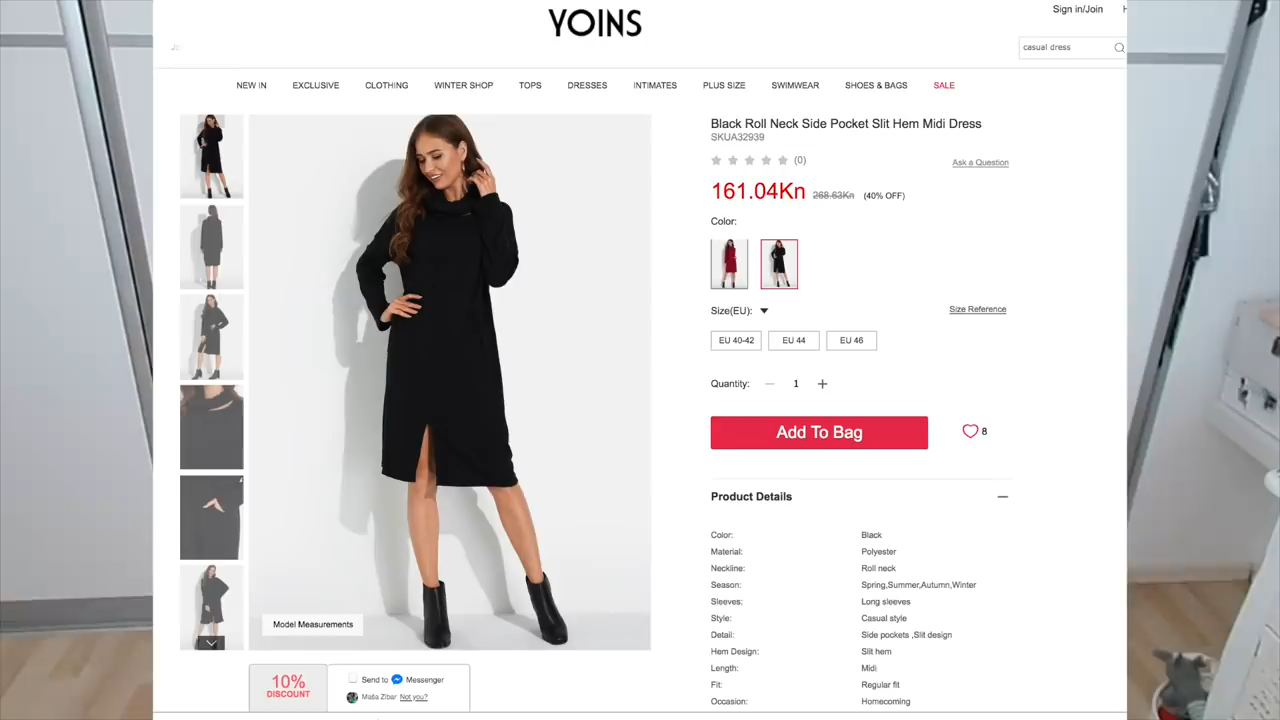 YOINS
Sign in/Join
casual dress
NEW IN EXCLUSIVE CLOTHING WINTER SHOP TOPS DRESSES INTIMATES PLUS SIZE SWIMWEAR SHOES & BAGS SALE
Black Roll Neck Side Pocket Slit Hem Midi Dress
SKUA32939
(0)
Ask a Question
161.04Kn 268.63Kn (40% OFF)
Color:
Size(EU):
Size Reference
EU 40-42 EU 44 EU 46
Quantity: 1
Add To Bag
8
Product Details
Color: Black
Material: Polyester
Neckline: Roll neck
Season: Spring,Summer,Autumn,Winter
Sleeves: Long sleeves
Style: Casual style
Detail: Side pockets ,Slit design
Hem Design: Slit hem
Length: Midi
Fit: Regular fit
Occasion: Homecoming
Model Measurements
10%
DISCOUNT
Send to Messenger
Zibar Not you?